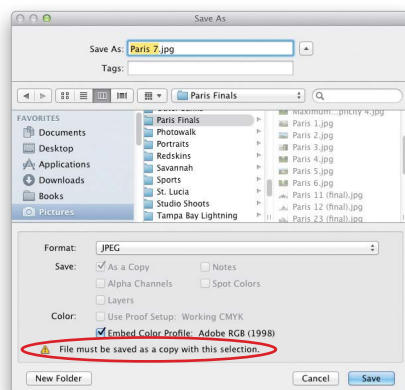 Save As
Save As: Paris 7.jpg
Tags:
Paris Finals
FAVORITES
Documents
Desktop
Applications
Downloads
Books
Pictures
Paris Finals
Photowalk
Portraits
Redskins
Savannah
Sports
St. Lucia
Studio Shoots
Tampa Bay Lightning
Paris 1.jpg
Paris 2.jpg
Paris 3.jpg
Paris 4.jpg
Paris 5.jpg
Paris 6.jpg
Paris 11 (final).jpg
Paris 12 (final).jpg
Paris 23 (final).jpg
Format: JPEG
Save: As a Copy Notes
Alpha Channels Spot Colors
Layers
Color: Use Proof Setup: Working CMYK
Embed Color Profile: Adobe RGB (1998)
File must be saved as a copy with this selection.
New Folder Cancel Save